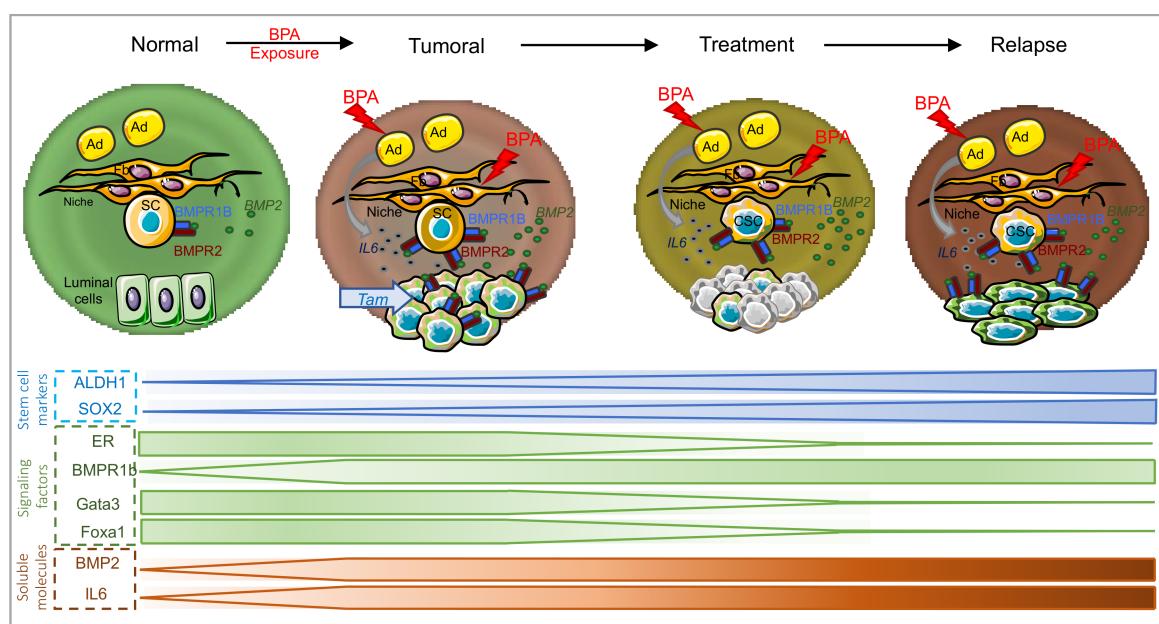 Normal
BPA
Exposure
Tumoral
Treatment
Relapse
Ad
Ad
Fb
Niche
SC
BMPR1B
BMP2
BMPR2
Luminal
cells
BPA
Ad
Ad
BPA
Fb
Niche
SC
BMPR1B
BMP2
IL6
BMPR2
Tam
BPA
Ad
Ad
BPA
Fb
Niche
CSC
BMPR1B
BMP2
IL6
BMPR2
BPA
Ad
Ad
BPA
Fb
Niche
CSC
BMPR1B
BMP2
IL6
BMPR2
Stem cell
markers
ALDH1
SOX2
Signaling
factors
ER
BMPR1b
Gata3
Foxa1
Soluble
molecules
BMP2
IL6